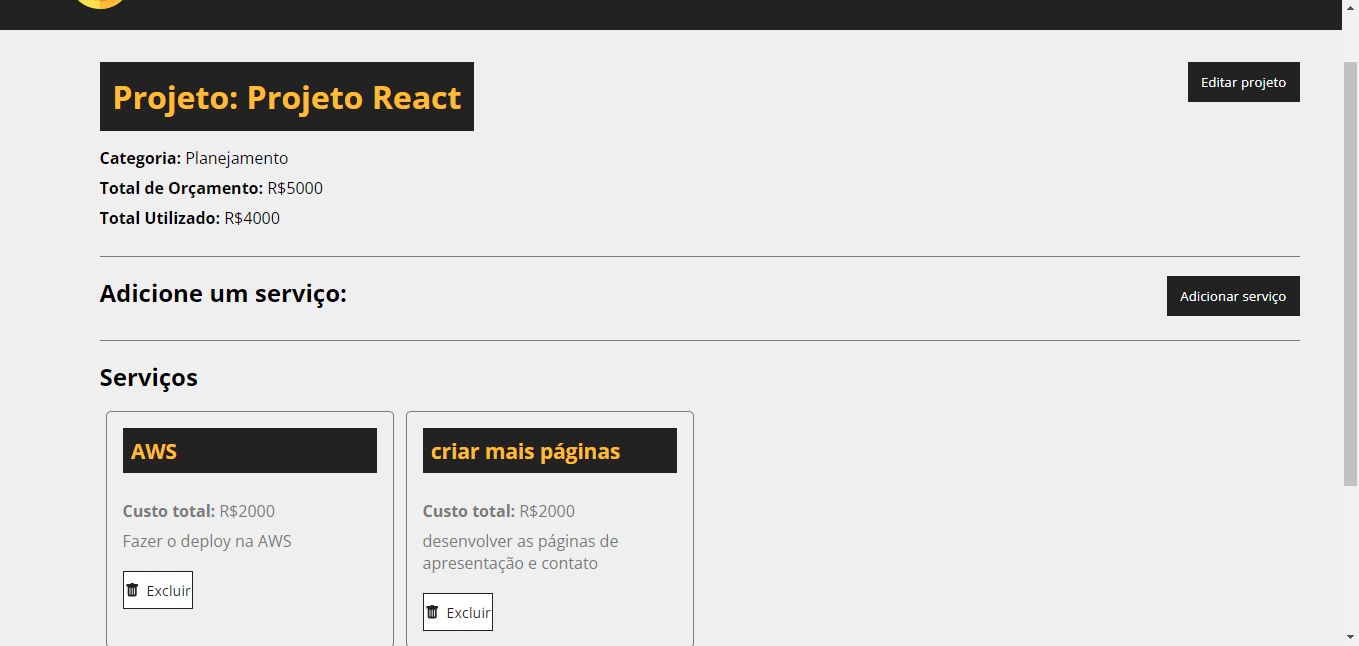 Projeto: Projeto React
Editar projeto
Categoria: Planejamento
Total de Orçamento: R$5000
Total Utilizado: R$4000
Adicione um serviço:
Adicionar serviço
Serviços
AWS
Custo total: R$2000
Fazer o deploy na AWS
Excluir
criar mais páginas
Custo total: R$2000
desenvolver as páginas de
apresentação e contato
Excluir